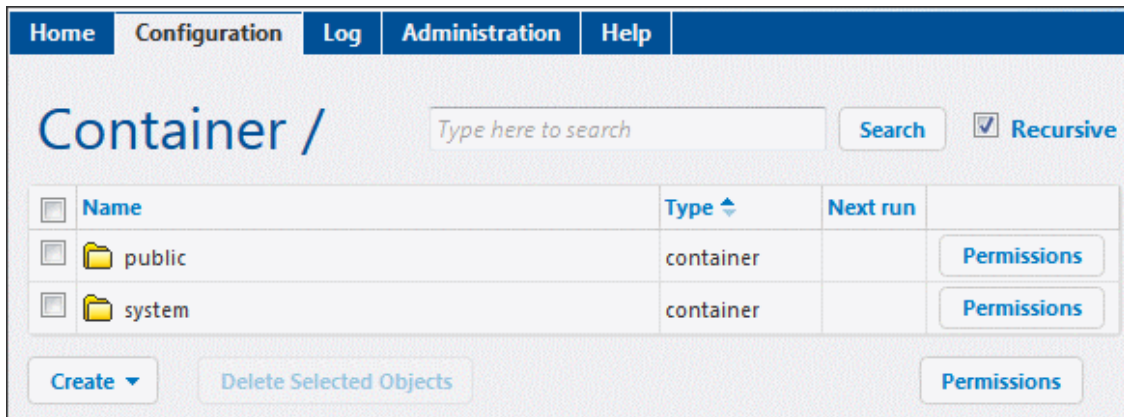 Home Configuration Log Administration Help
Container / Type here to search Search Recursive
Name Type Next run
public container Permissions
system container Permissions
Create Delete Selected Objects Permissions